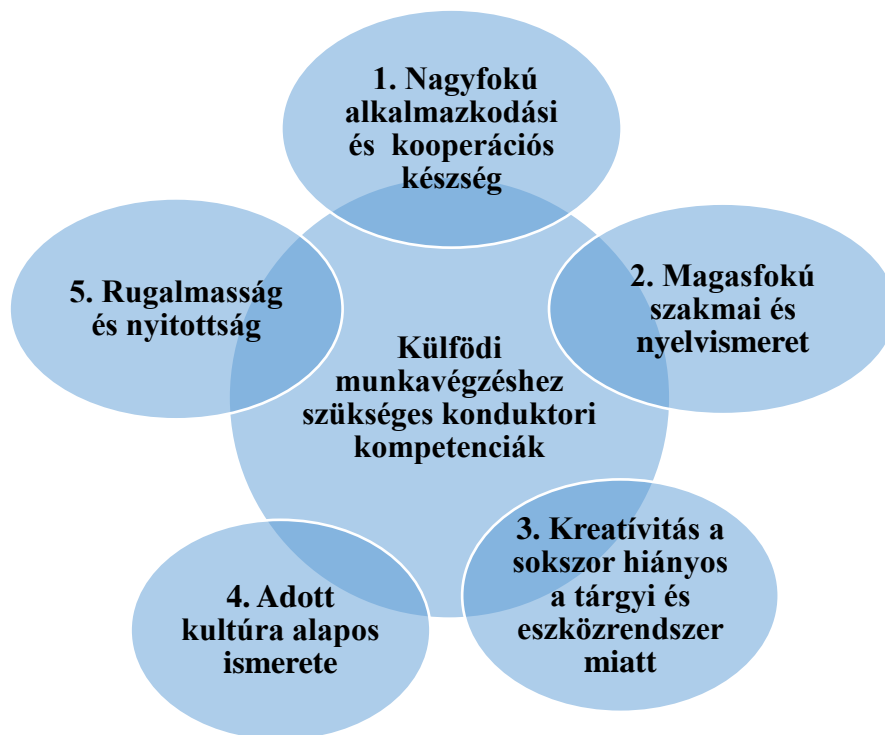 1. Nagyfokú
alkalmazkodási
és kooperációs
készség
2. Magasfokú
szakmai és
nyelvismeret
3. Kreatívitás a
sokszor hiányos
a tárgyi és
eszközrendszer
miatt
4. Adott
kultúra alapos
ismerete
5. Rugalmasság
és nyitottság
Külfödi
munkavégzéshez
szükséges konduktori
kompetenciák